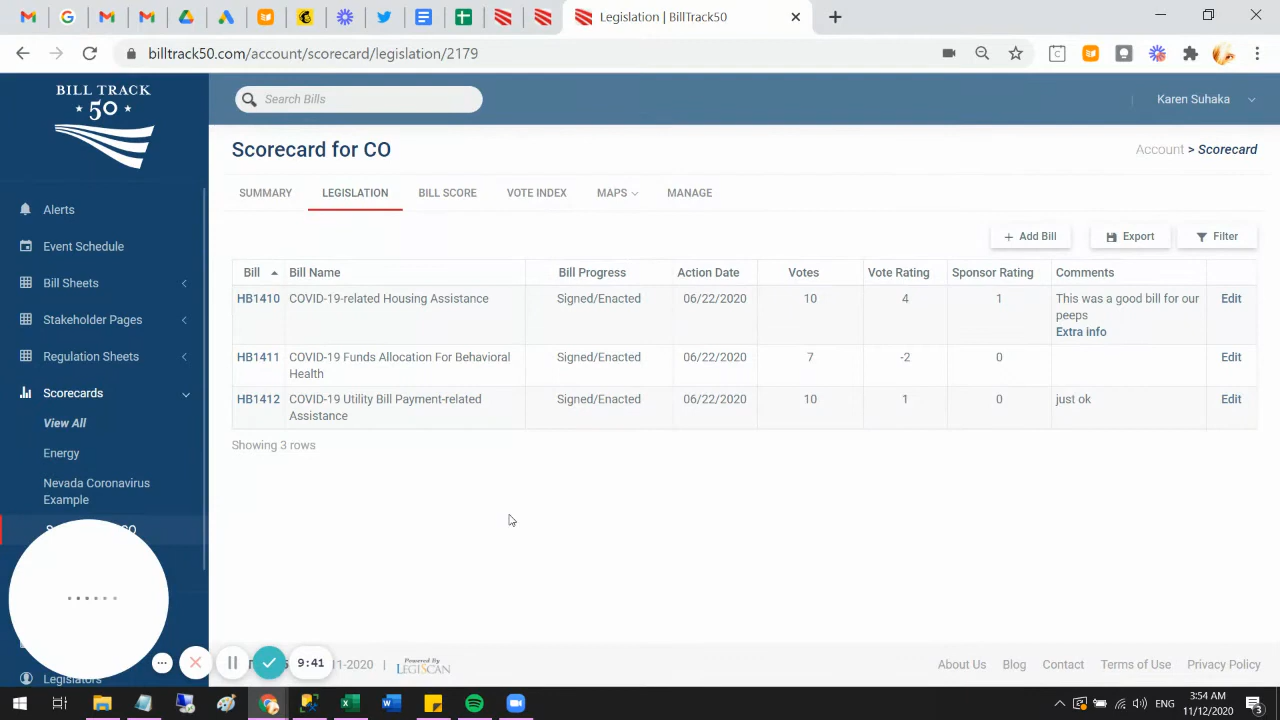 Legislation | BillTrack50
billtrack50.com/account/scorecard/legislation/2179
BILL TRACK
50
Search Bills
Karen Suhaka
Scorecard for CO
Account > Scorecard
SUMMARY LEGISLATION BILL SCORE VOTE INDEX MAPS MANAGE
Alerts
Event Schedule
Bill Sheets
Stakeholder Pages
Regulation Sheets
Scorecards
View All
Energy
Nevada Coronavirus
Example
CO
Legislators
+ Add Bill Export Filter
Bill Bill Name Bill Progress Action Date Votes Vote Rating Sponsor Rating Comments
HB1410 COVID-19-related Housing Assistance Signed/Enacted 06/22/2020 10 4 1 This was a good bill for our Edit
peeps
Extra info
HB1411 COVID-19 Funds Allocation For Behavioral Signed/Enacted 06/22/2020 7 -2 0 Edit
Health
HB1412 COVID-19 Utility Bill Payment-related Signed/Enacted 06/22/2020 10 1 0 just ok Edit
Assistance
Showing 3 rows
9:41
11-2020 | Powered By
LEGISCAN
About Us Blog Contact Terms of Use Privacy Policy
ENG
3:54 AM
11/12/2020
3